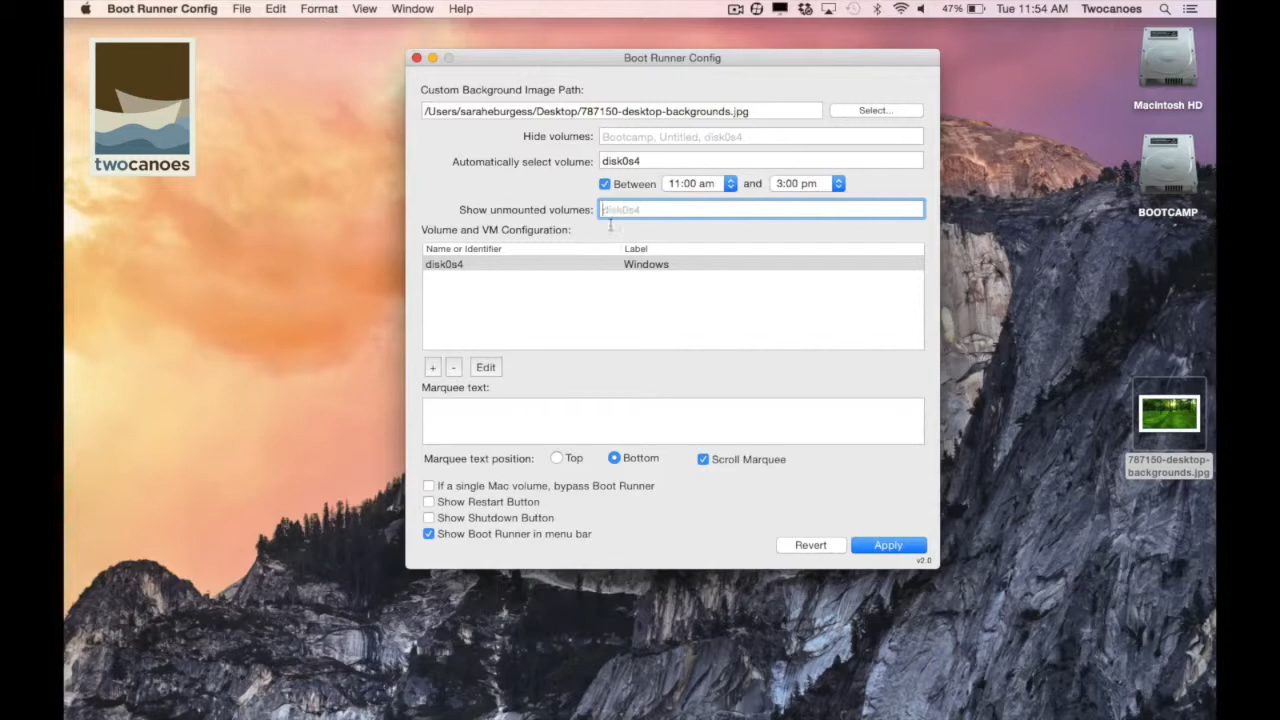 Boot Runner Config File Edit Format View Window Help 47% Tue 11:54 AM Twocanoes
twocanoes
Macintosh HD
BOOTCAMP
787150-desktop-
backgrounds.jpg
Boot Runner Config
Custom Background Image Path:
/Users/saraheburgess/Desktop/787150-desktop-backgrounds.jpg Select...
Hide volumes: Bootcamp, Untitled, disk0s4
Automatically select volume: disk0s4
Between 11:00 am and 3:00 pm
Show unmounted volumes: disk0s4
Volume and VM Configuration:
Name or Identifier Label
disk0s4 Windows
+ - Edit
Marquee text:
Marquee text position: Top Bottom Scroll Marquee
If a single Mac volume, bypass Boot Runner
Show Restart Button
Show Shutdown Button
Show Boot Runner in menu bar
Revert Apply
v2.0